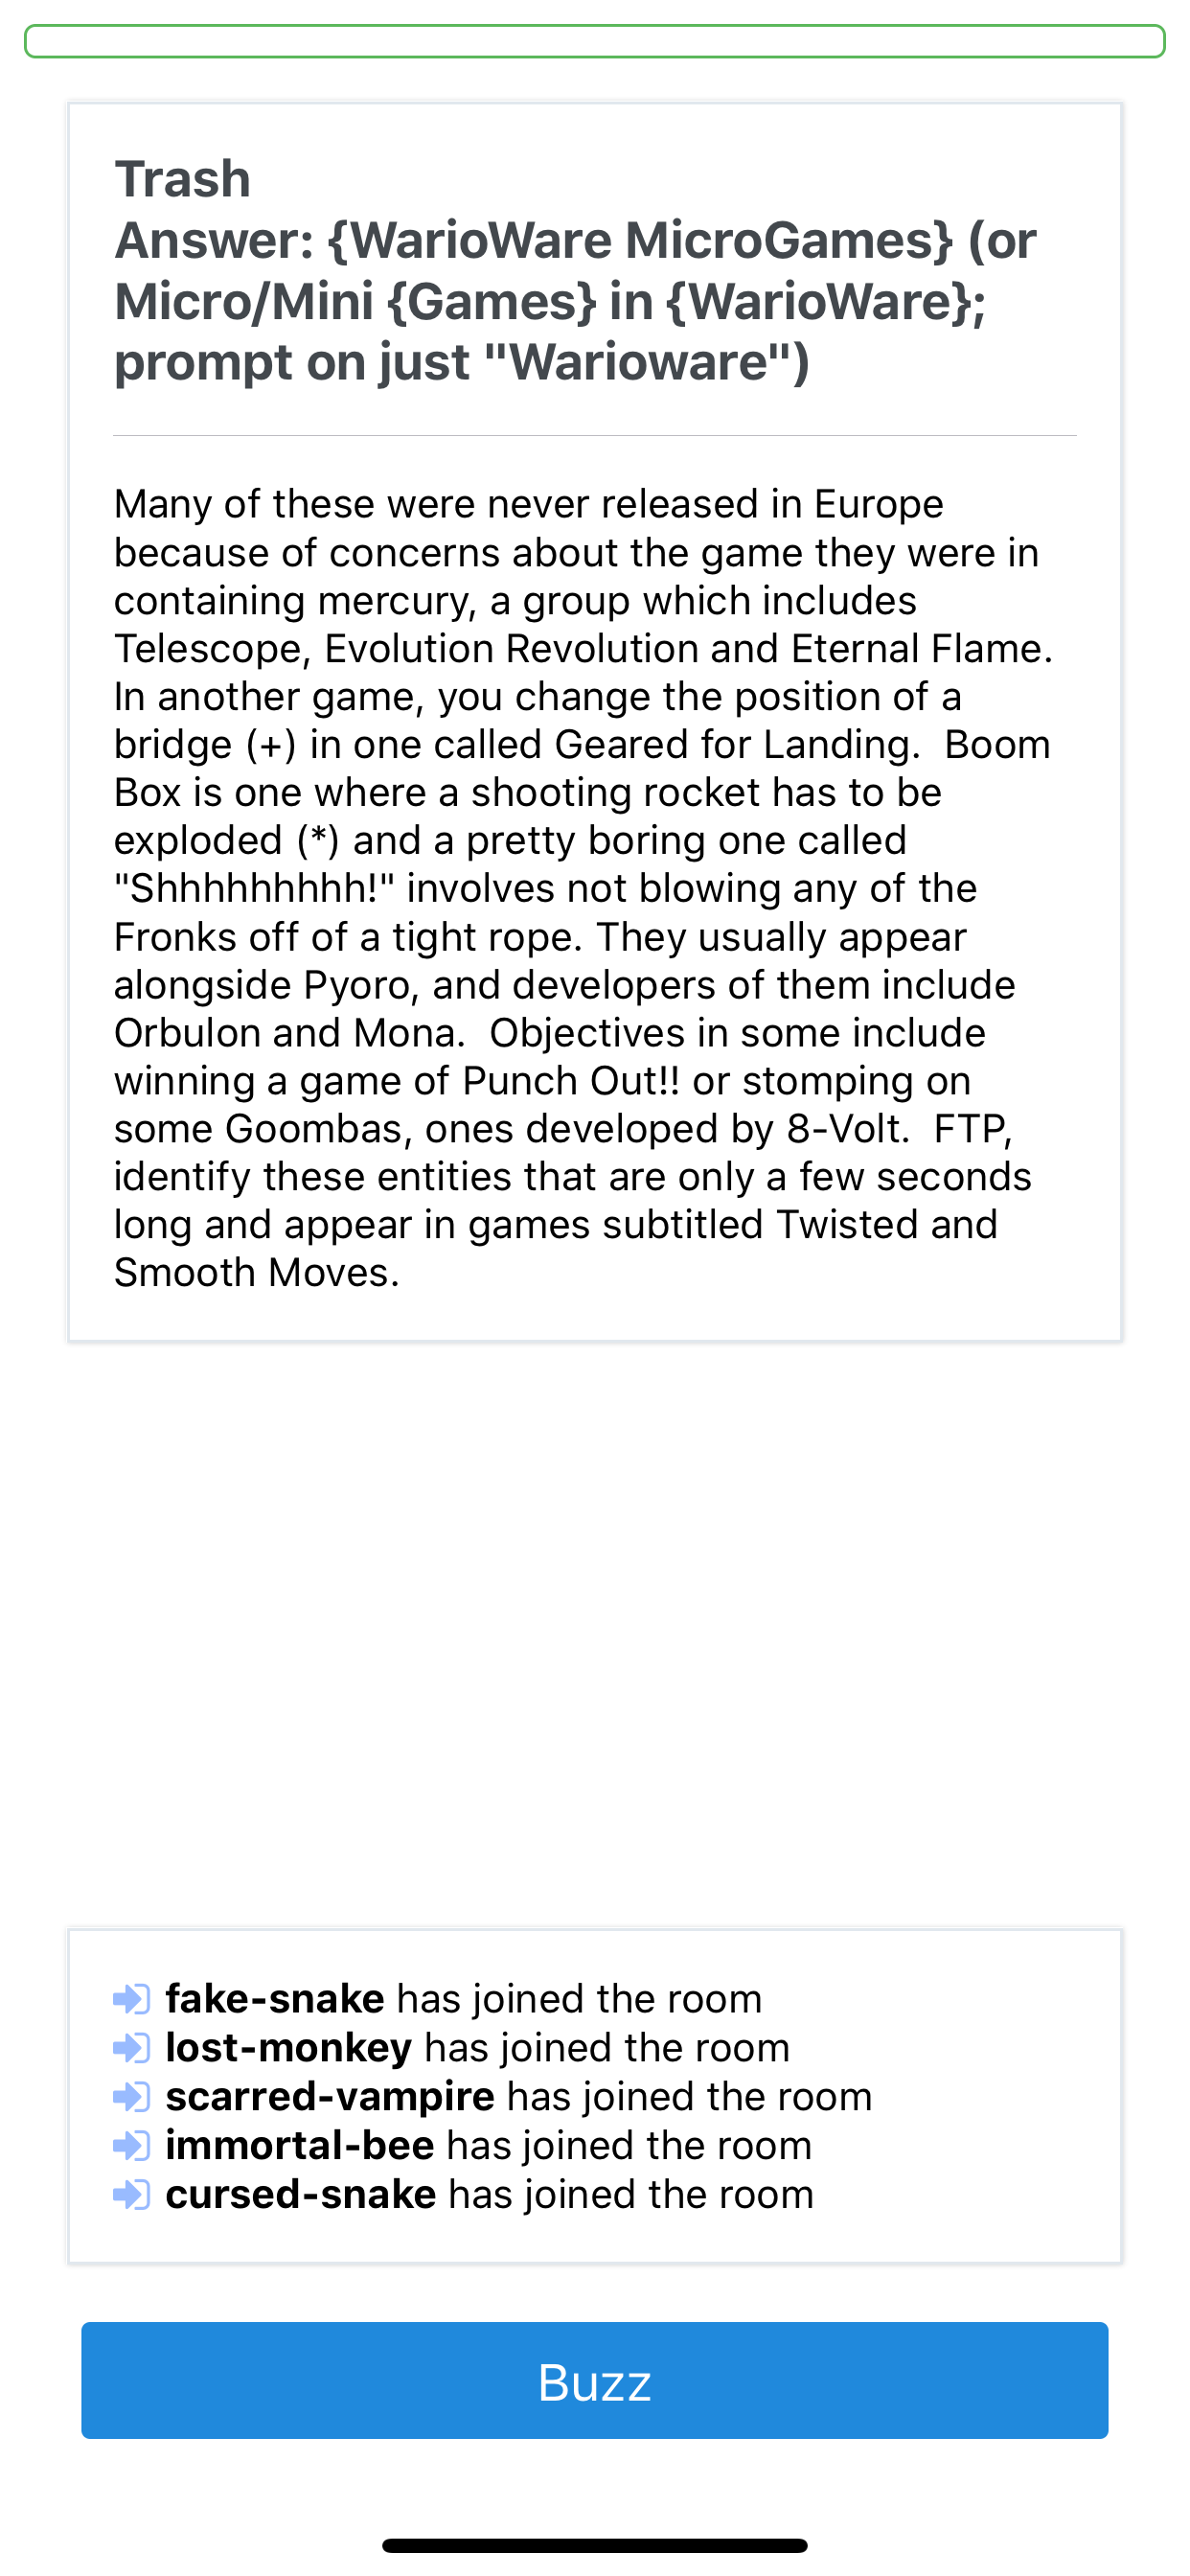 Trash
Answer: {WarioWare MicroGames} (or
Micro/Mini {Games} in {WarioWare};
prompt on just "Warioware")
Many of these were never released in Europe
because of concerns about the game they were in
containing mercury, a group which includes
Telescope, Evolution Revolution and Eternal Flame.
In another game, you change the position of a
bridge (+) in one called Geared for Landing.  Boom
Box is one where a shooting rocket has to be
exploded (*) and a pretty boring one called
"Shhhhhhhhh!" involves not blowing any of the
Fronks off of a tight rope. They usually appear
alongside Pyoro, and developers of them include
Orbulon and Mona.  Objectives in some include
winning a game of Punch Out!! or stomping on
some Goombas, ones developed by 8-Volt.  FTP,
identify these entities that are only a few seconds
long and appear in games subtitled Twisted and
Smooth Moves.
fake-snake has joined the room
lost-monkey has joined the room
scarred-vampire has joined the room
immortal-bee has joined the room
cursed-snake has joined the room
Buzz